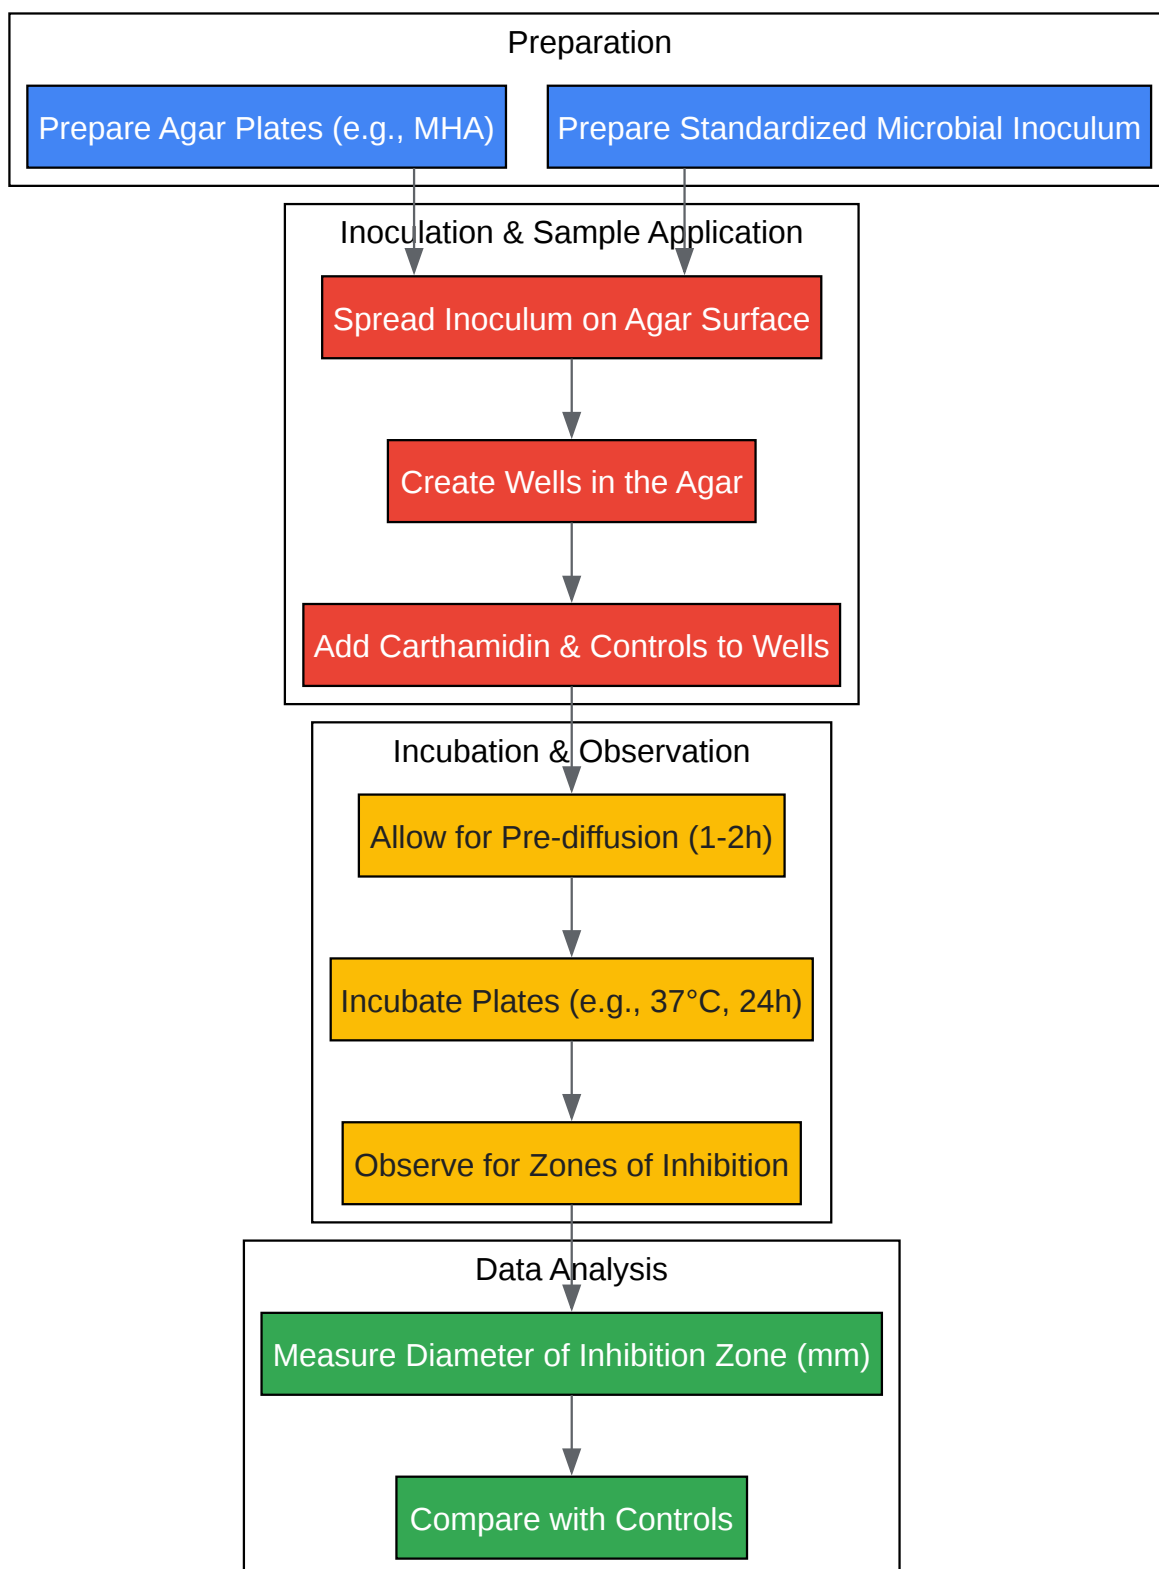 Preparation
Prepare Agar Plates (e.g., MHA)
Prepare Standardized Microbial Inoculum
Inoculation & Sample Application
Spread Inoculum on Agar Surface
Create Wells in the Agar
Add Carthamidin & Controls to Wells
Incubation & Observation
Allow for Pre-diffusion (1-2h)
Incubate Plates (e.g., 37°C, 24h)
Observe for Zones of Inhibition
Data Analysis
Measure Diameter of Inhibition Zone (mm)
Compare with Controls